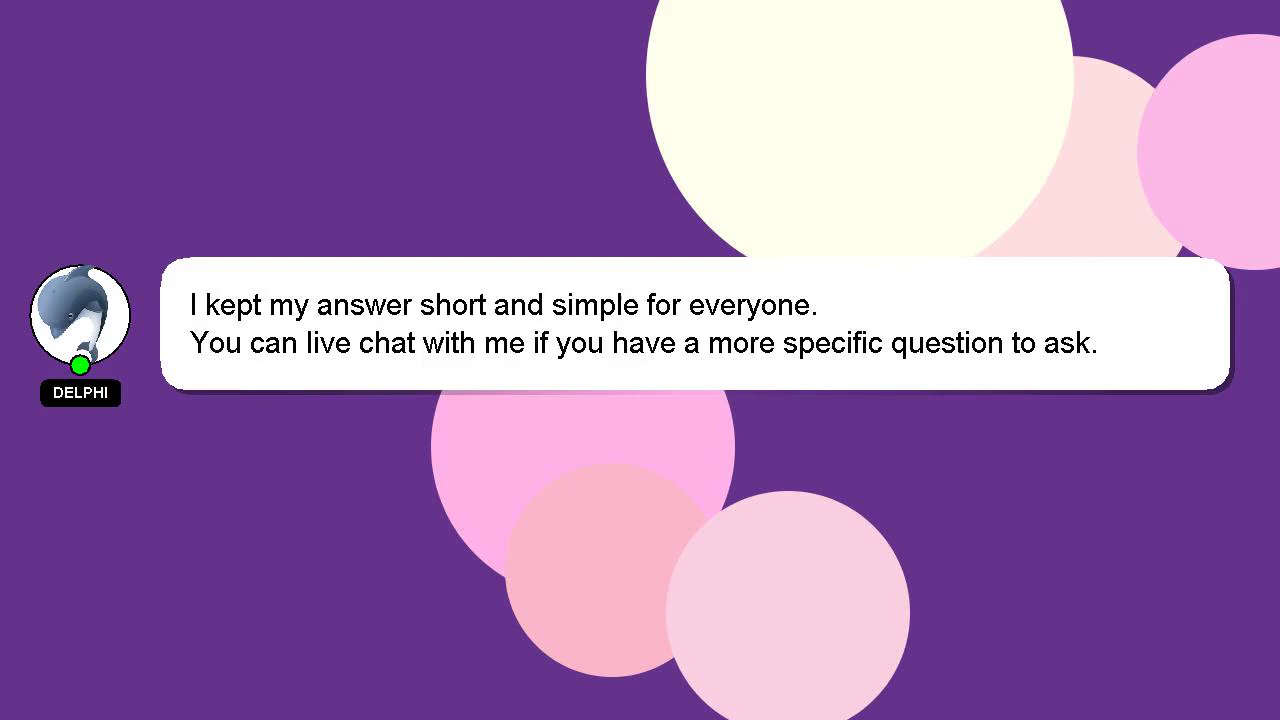 I kept my answer short and simple for everyone.
You can live chat with me if you have a more specific question to ask.
DELPHI